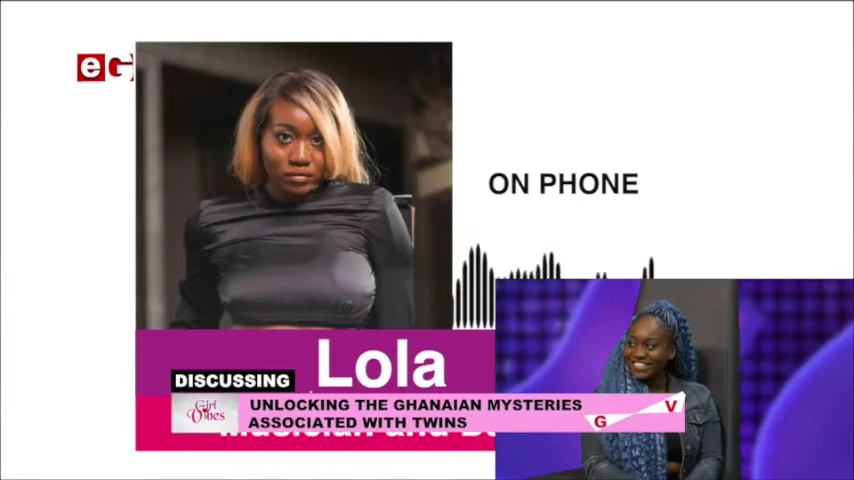 eG
ON PHONE
Lola
DISCUSSING
Girl
Vibes
UNLOCKING THE GHANAIAN MYSTERIES
ASSOCIATED WITH TWINS
G V